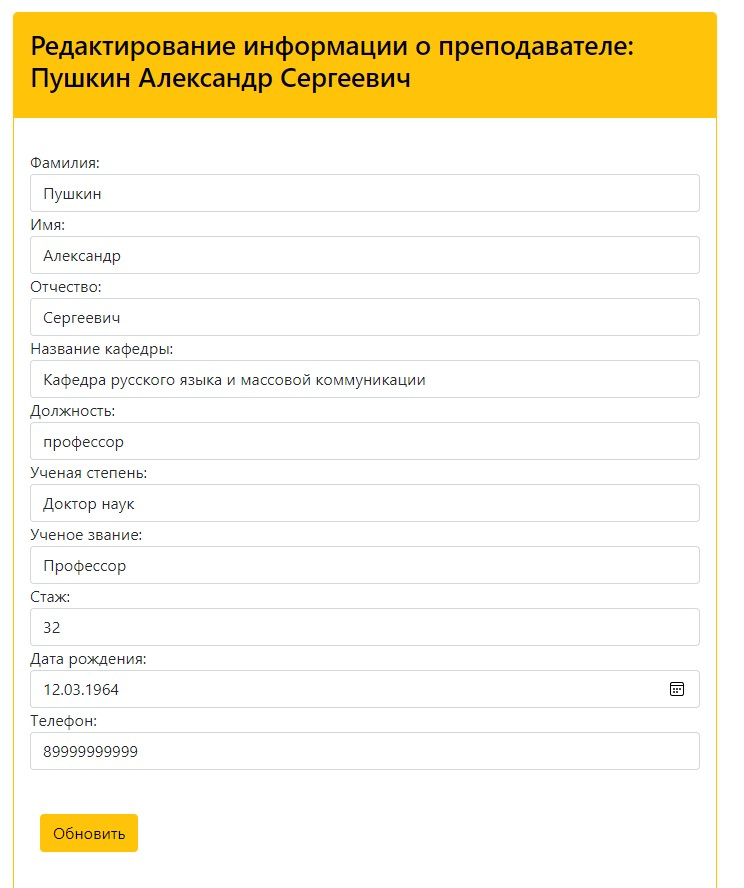 Редактирование информации о преподавателе:
Пушкин Александр Сергеевич
Фамилия:
Пушкин
Имя:
Александр
Отчество:
Сергеевич
Название кафедры:
Кафедра русского языка и массовой коммуникации
Должность:
профессор
Ученая степень:
Доктор наук
Ученое звание:
Профессор
Стаж:
32
Дата рождения:
12.03.1964
Телефон:
89999999999
Обновить